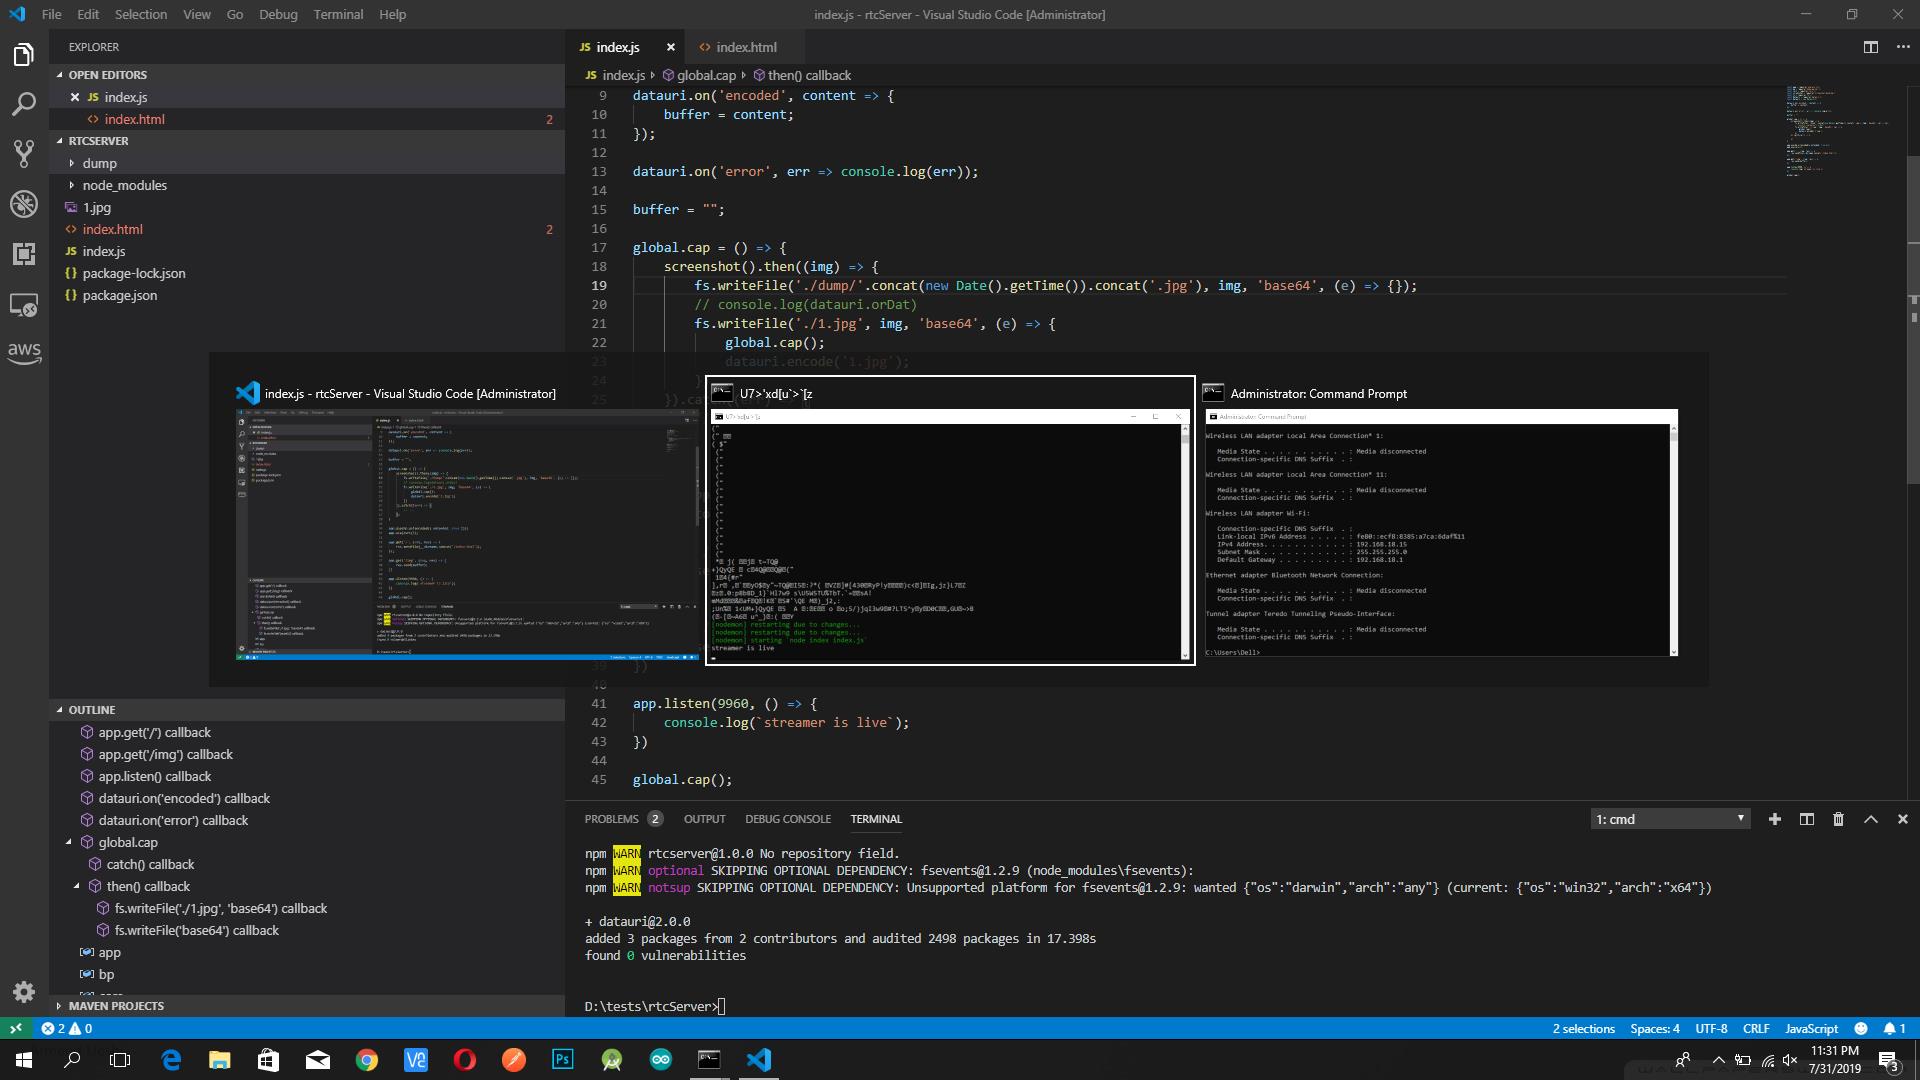 File Edit Selection View Go Debug Terminal Help
index.js - rtcServer - Visual Studio Code [Administrator]
EXPLORER
OPEN EDITORS
index.js
index.html 2
RTCSERVER
dump
node_modules
1.jpg
index.html 2
index.js
package-lock.json
package.json
OUTLINE
app.get('/') callback
app.get('/img') callback
app.listen() callback
datauri.on('encoded') callback
datauri.on('error') callback
global.cap
catch() callback
then() callback
fs.writeFile('./1.jpg', 'base64') callback
fs.writeFile('base64') callback
app
bp
MAVEN PROJECTS
aws
JS index.js
<> index.html
JS index.js global.cap then() callback
9 datauri.on('encoded', content => {
10 buffer = content;
11 });
12
13 datauri.on('error', err => console.log(err));
14
15 buffer = "";
16
17 global.cap = () => {
18 screenshot().then((img) => {
19 fs.writeFile('./dump/'.concat(new Date().getTime()).concat('.jpg'), img, 'base64', (e) => {});
20 // console.log(datauri.orDat)
21 fs.writeFile('./1.jpg', img, 'base64', (e) => {
22 global.cap();
23 datauri.encode('1.jpg');
24 }
25
index.js - rtcServer - Visual Studio Code [Administrator]
U7>'xd[u`>`[z
[nodemon] restarting due to changes...
[nodemon] restarting due to changes...
[nodemon] starting `node index index.js`
streamer is live
Administrator: Command Prompt
Administrator: Command Prompt
Wireless LAN adapter Local Area Connection* 1:
Media State . . . . . . . . . . . : Media disconnected
Connection-specific DNS Suffix . :
Wireless LAN adapter Local Area Connection* 11:
Media State . . . . . . . . . . . : Media disconnected
Connection-specific DNS Suffix . :
Wireless LAN adapter Wi-Fi:
Connection-specific DNS Suffix . :
Link-local IPv6 Address . . . . . : fe80::ecf8:8385:a7ca:6daf%11
IPv4 Address. . . . . . . . . . . : 192.168.18.15
Subnet Mask . . . . . . . . . . . : 255.255.255.0
Default Gateway . . . . . . . . . : 192.168.18.1
Ethernet adapter Bluetooth Network Connection:
Media State . . . . . . . . . . . : Media disconnected
Connection-specific DNS Suffix . :
Tunnel adapter Teredo Tunneling Pseudo-Interface:
Media State . . . . . . . . . . . : Media disconnected
Connection-specific DNS Suffix . :
C:\Users\Dell>
39 })
40
41 app.listen(9960, () => {
42 console.log(`streamer is live`);
43 })
44
45 global.cap();
PROBLEMS 2 OUTPUT DEBUG CONSOLE TERMINAL
1: cmd
npm WARN rtcserver@1.0.0 No repository field.
npm WARN optional SKIPPING OPTIONAL DEPENDENCY: fsevents@1.2.9 (node_modules\fsevents):
npm WARN notsup SKIPPING OPTIONAL DEPENDENCY: Unsupported platform for fsevents@1.2.9: wanted {"os":"darwin","arch":"any"} (current: {"os":"win32","arch":"x64"})
+ datauri@2.0.0
added 3 packages from 2 contributors and audited 2498 packages in 17.398s
found 0 vulnerabilities
D:\tests\rtcServer>
2 0
2 selections Spaces: 4 UTF-8 CRLF JavaScript 1
Ps
11:31 PM
7/31/2019
3